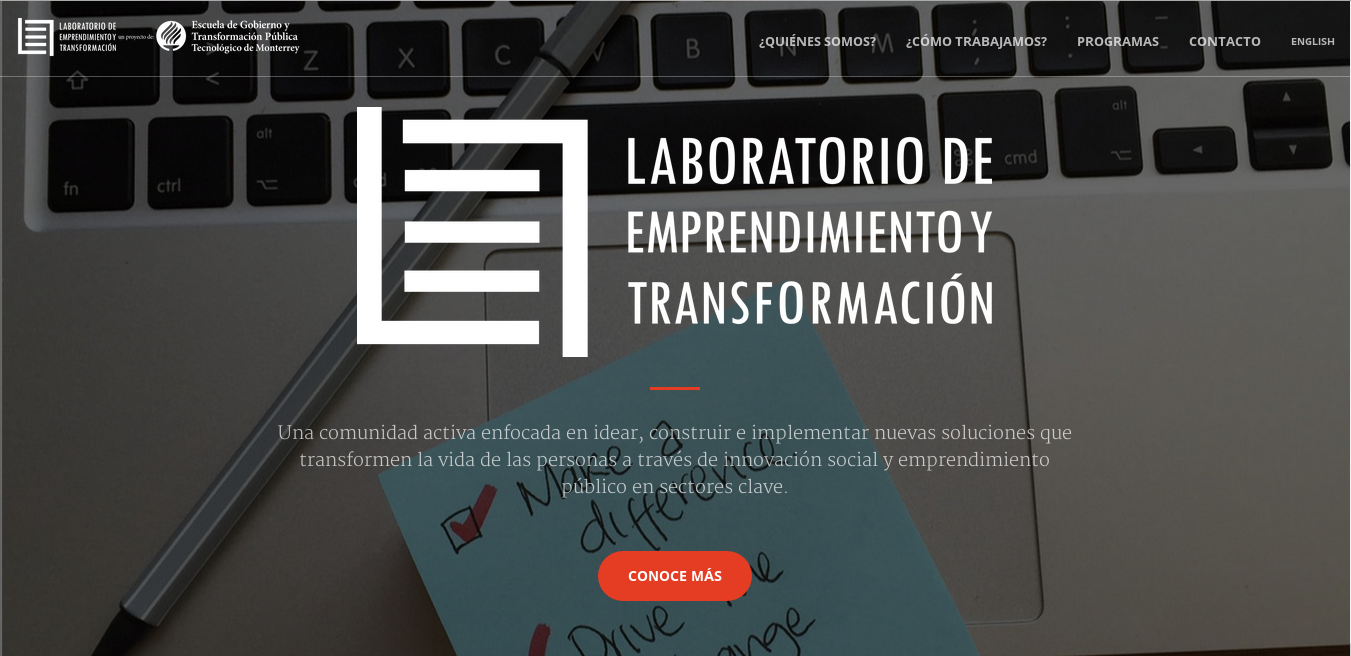 LABORATORIO DE
EMPRENDIMIENTO Y
TRANSFORMACIÓN
un proyecto de:
Escuela de Gobierno y
Transformación Pública
Tecnológico de Monterrey
¿QUIÉNES SOMOS? ¿CÓMO TRABAJAMOS? PROGRAMAS CONTACTO ENGLISH
Z X C V B N M
<
alt alt
fn ctrl cmd
LABORATORIO DE
EMPRENDIMIENTO Y
TRANSFORMACIÓN
Una comunidad activa enfocada en idear, construir e implementar nuevas soluciones que
transformen la vida de las personas a través de innovación social y emprendimiento
público en sectores clave.
Make a
difference
CONOCE MÁS
Drive the